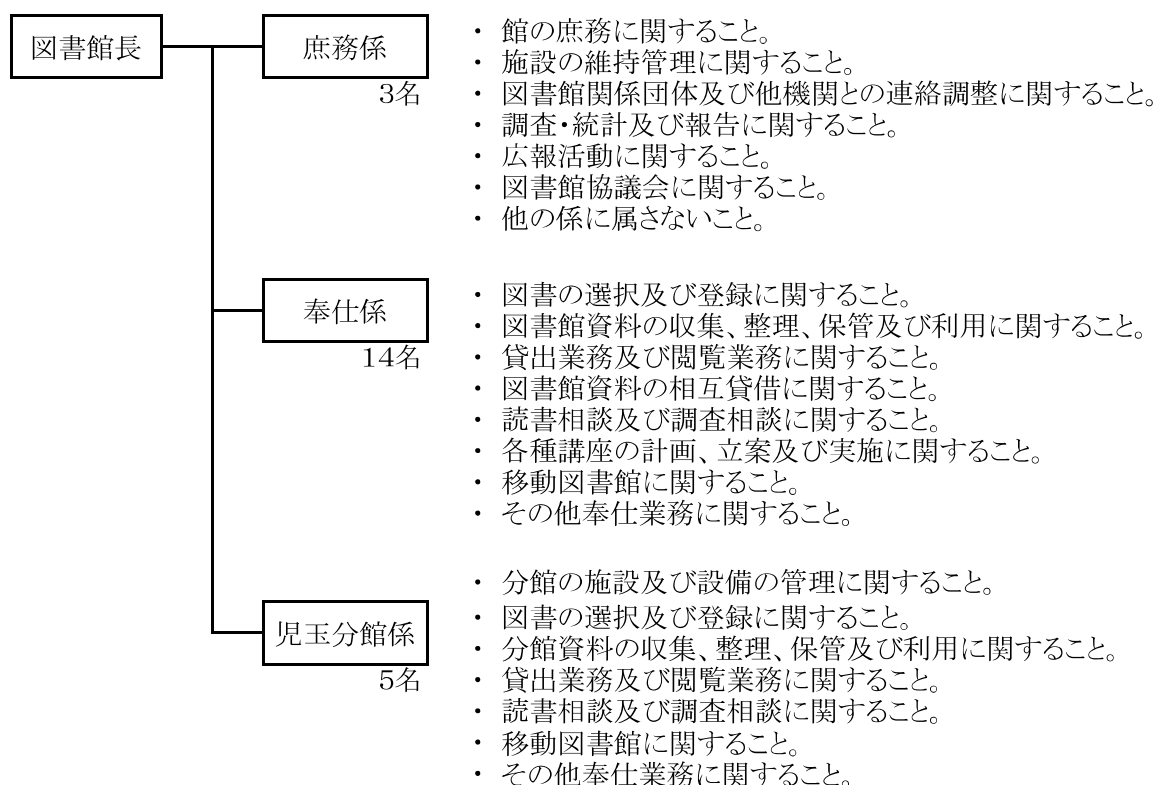 図書館長
庶務係
3名
・ 館の庶務に関すること。
・ 施設の維持管理に関すること。
・ 図書館関係団体及び他機関との連絡調整に関すること。
・ 調査・統計及び報告に関すること。
・ 広報活動に関すること。
・ 図書館協議会に関すること。
・ 他の係に属さないこと。
奉仕係
14名
・ 図書の選択及び登録に関すること。
・ 図書館資料の収集、整理、保管及び利用に関すること。
・ 貸出業務及び閲覧業務に関すること。
・ 図書館資料の相互貸借に関すること。
・ 読書相談及び調査相談に関すること。
・ 各種講座の計画、立案及び実施に関すること。
・ 移動図書館に関すること。
・ その他奉仕業務に関すること。
児玉分館係
5名
・ 分館の施設及び設備の管理に関すること。
・ 図書の選択及び登録に関すること。
・ 分館資料の収集、整理、保管及び利用に関すること。
・ 貸出業務及び閲覧業務に関すること。
・ 読書相談及び調査相談に関すること。
・ 移動図書館に関すること。
・ その他奉仕業務に関すること。